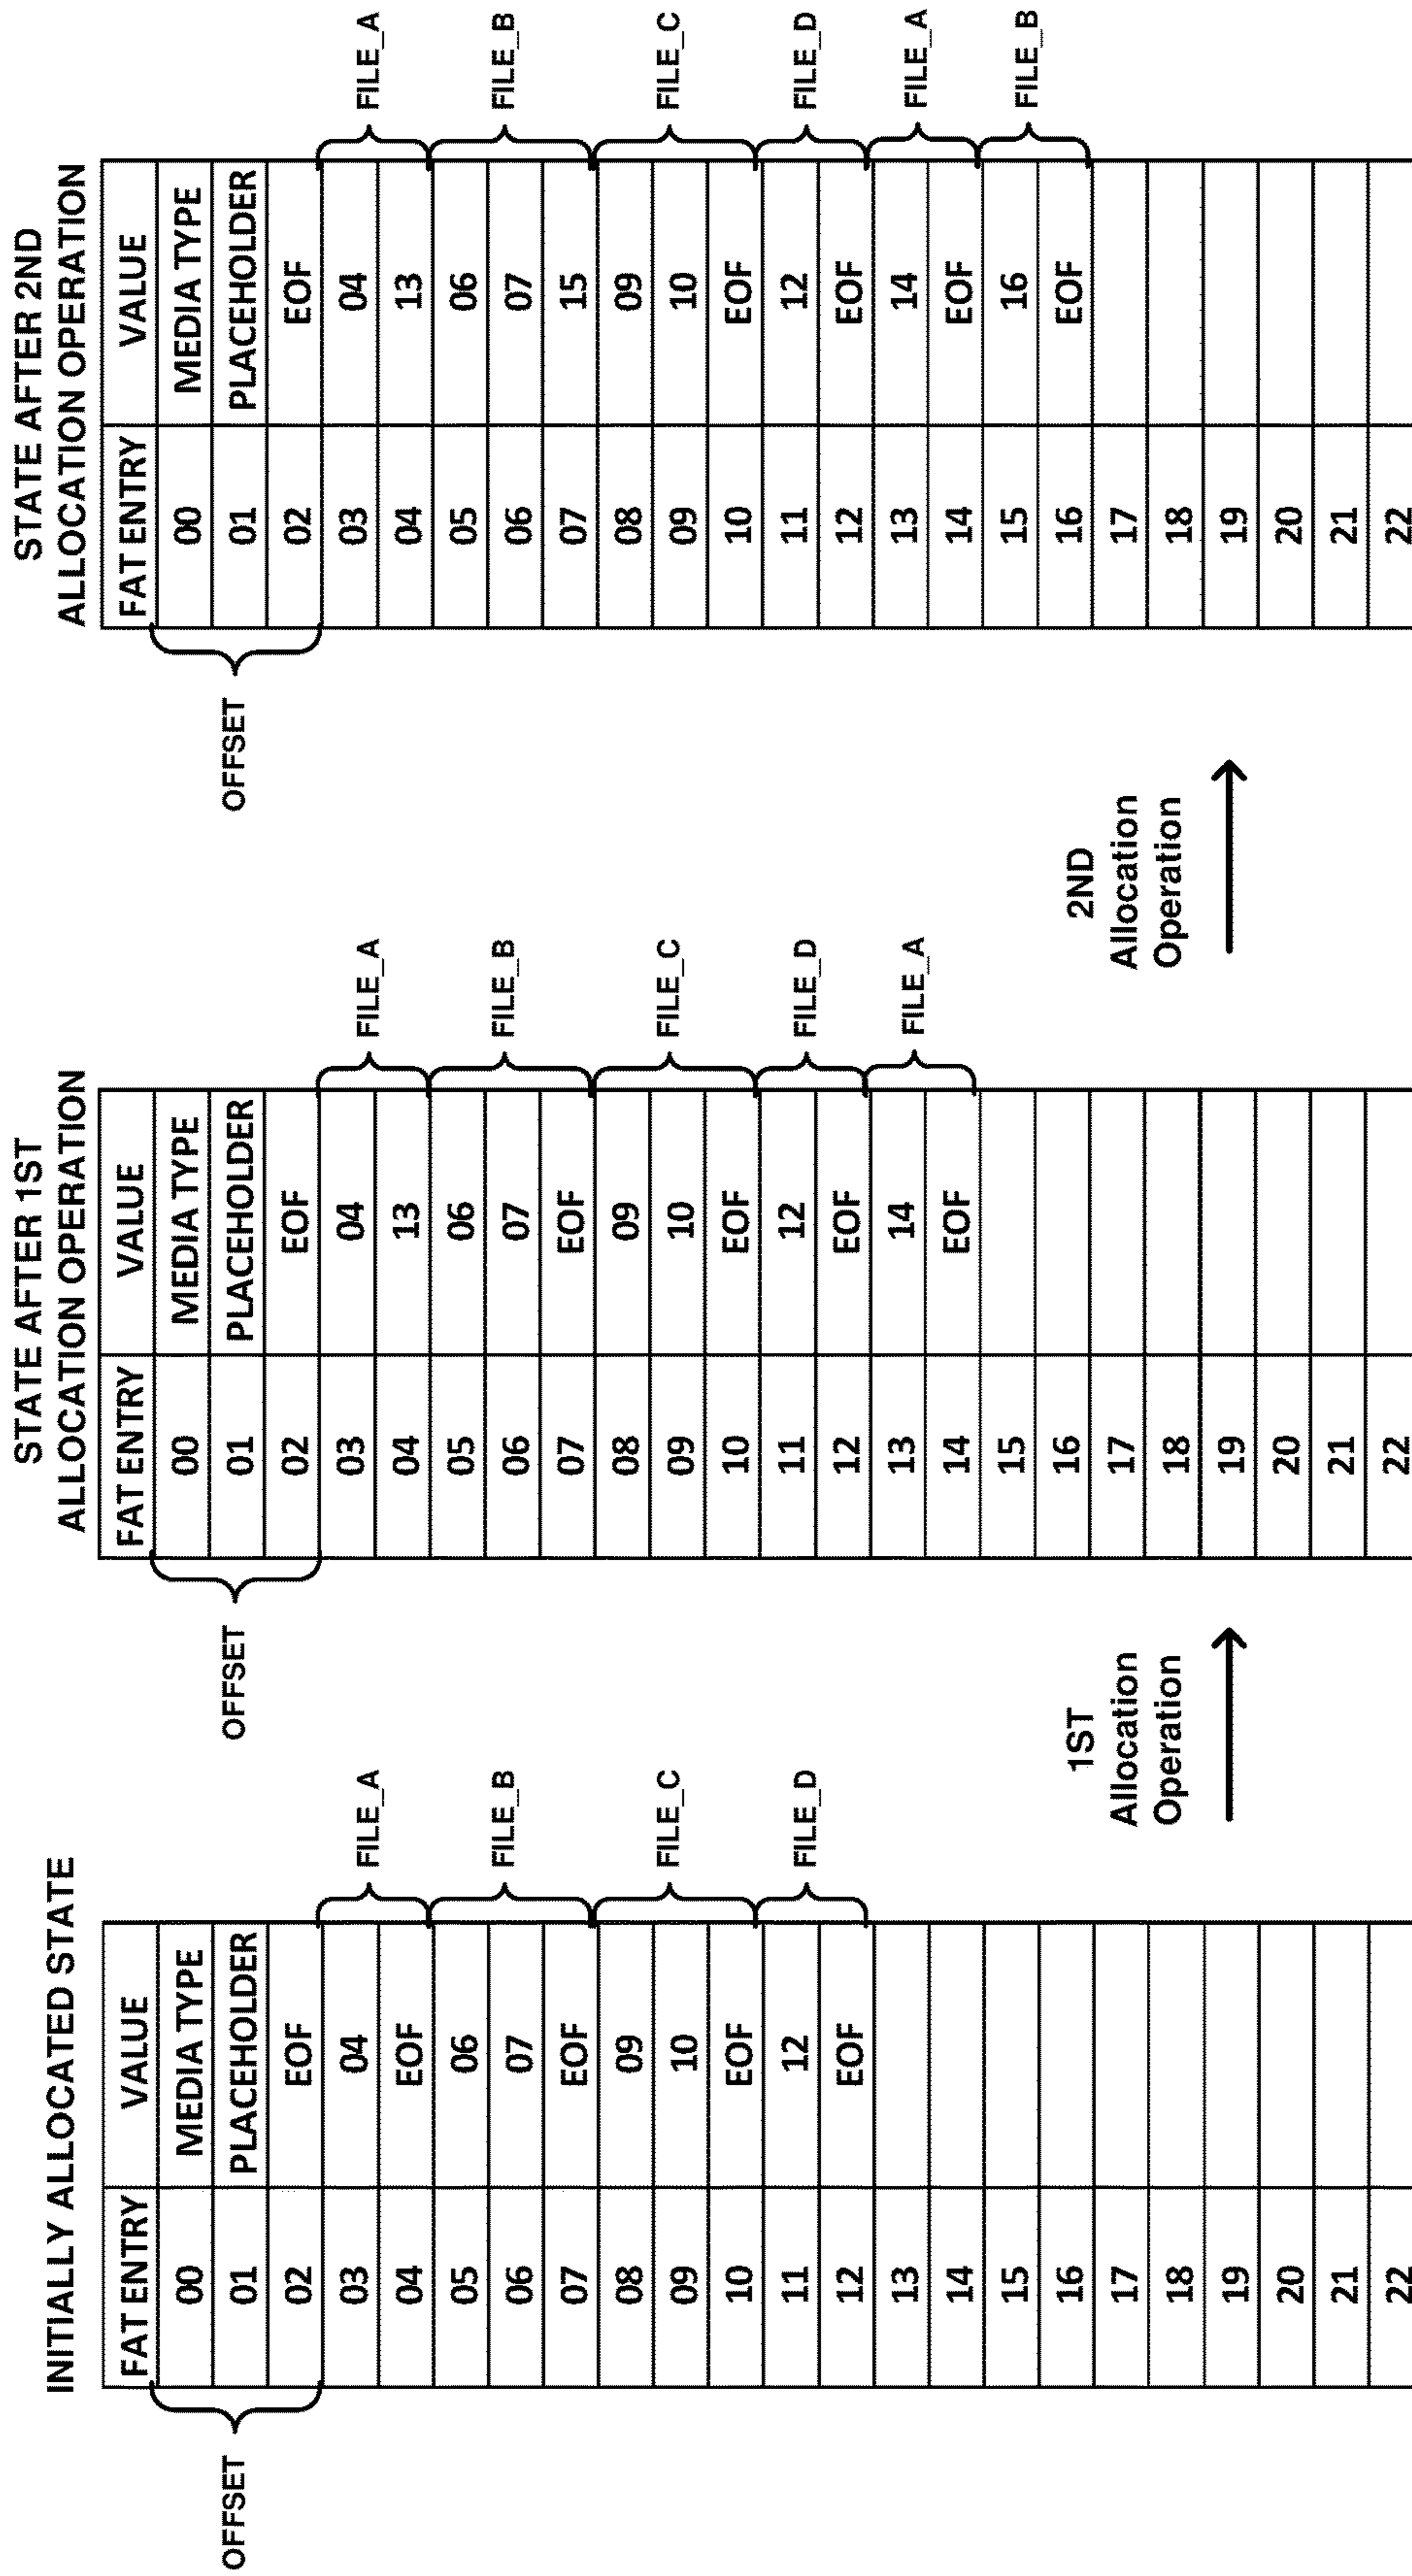 INITIALLY ALLOCATED STATE
FAT ENTRY VALUE
00 MEDIA TYPE
01 PLACEHOLDER
02 EOF
03 04
04 EOF
05 06
06 07
07 EOF
08 09
09 10
10 EOF
11 12
12 EOF
13
14
15
16
17
18
19
20
21
22
OFFSET
FILE_A
FILE_B
FILE_C
FILE_D
1ST
Allocation
Operation
STATE AFTER 1ST
ALLOCATION OPERATION
FAT ENTRY VALUE
00 MEDIA TYPE
01 PLACEHOLDER
02 EOF
03 04
04 13
05 06
06 07
07 EOF
08 09
09 10
10 EOF
11 12
12 EOF
13 14
14 EOF
15
16
17
18
19
20
21
22
OFFSET
FILE_A
FILE_B
FILE_C
FILE_D
FILE_A
2ND
Allocation
Operation
STATE AFTER 2ND
ALLOCATION OPERATION
FAT ENTRY VALUE
00 MEDIA TYPE
01 PLACEHOLDER
02 EOF
03 04
04 13
05 06
06 07
07 15
08 09
09 10
10 EOF
11 12
12 EOF
13 14
14 EOF
15 16
16 EOF
17
18
19
20
21
22
OFFSET
FILE_A
FILE_B
FILE_C
FILE_D
FILE_A
FILE_B